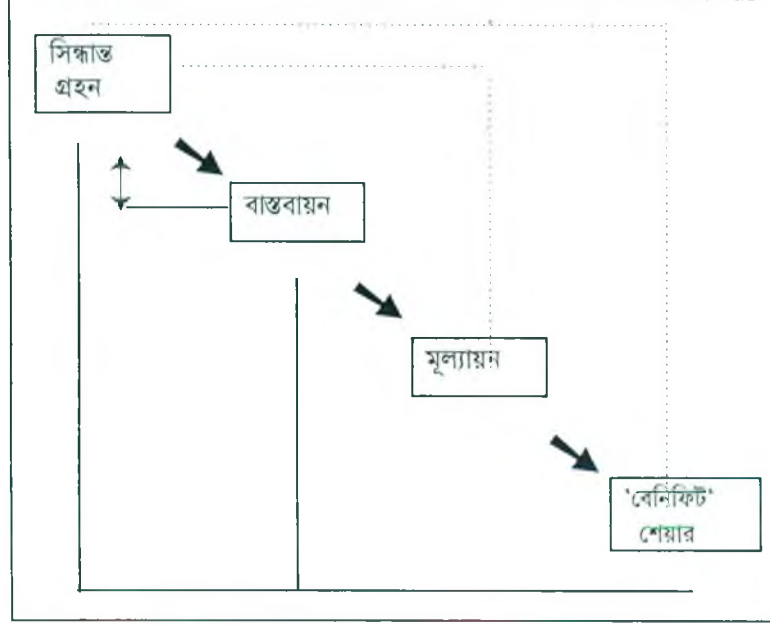 সিন্ধান্ত
গ্রহন
বাস্তবায়ন
মূল্যায়ন
'বেনিফিট'
শেয়ার